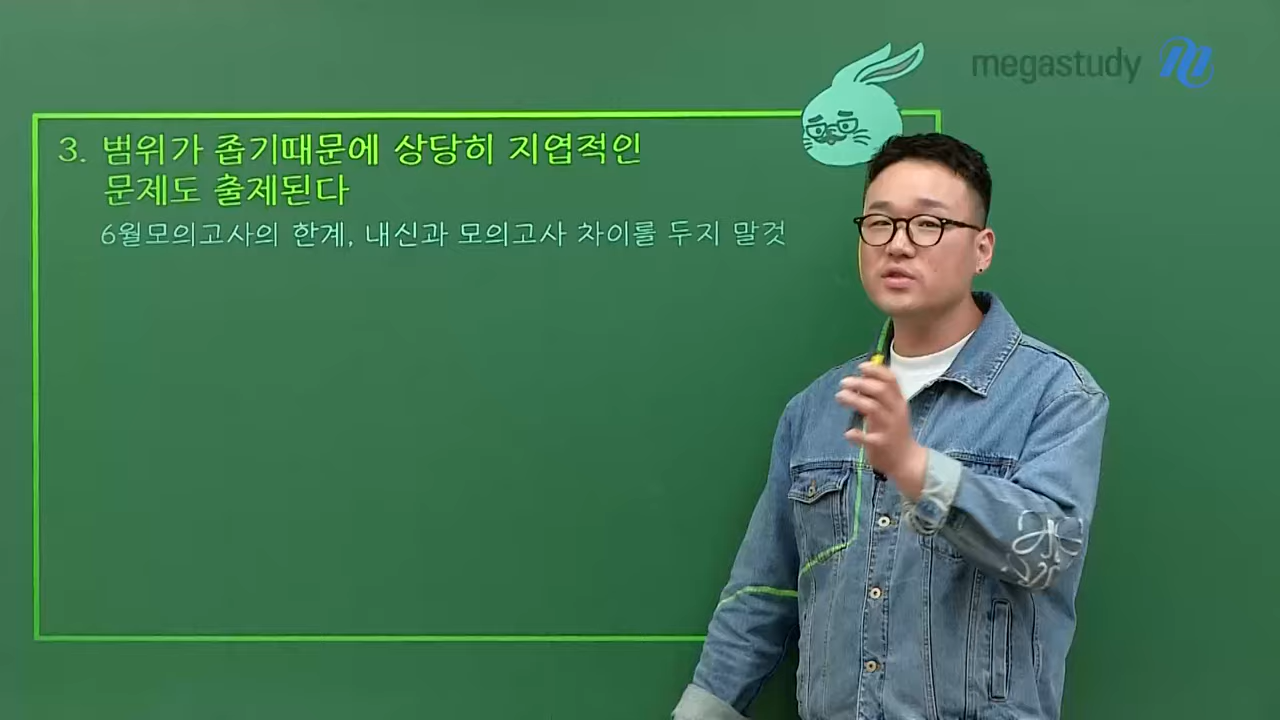 megastudy
3. 범위가 좁기때문에 상당히 지엽적인
문제도 출제된다
6월모의고사의 한계, 내신과 모의고사 차이를 두지 말것